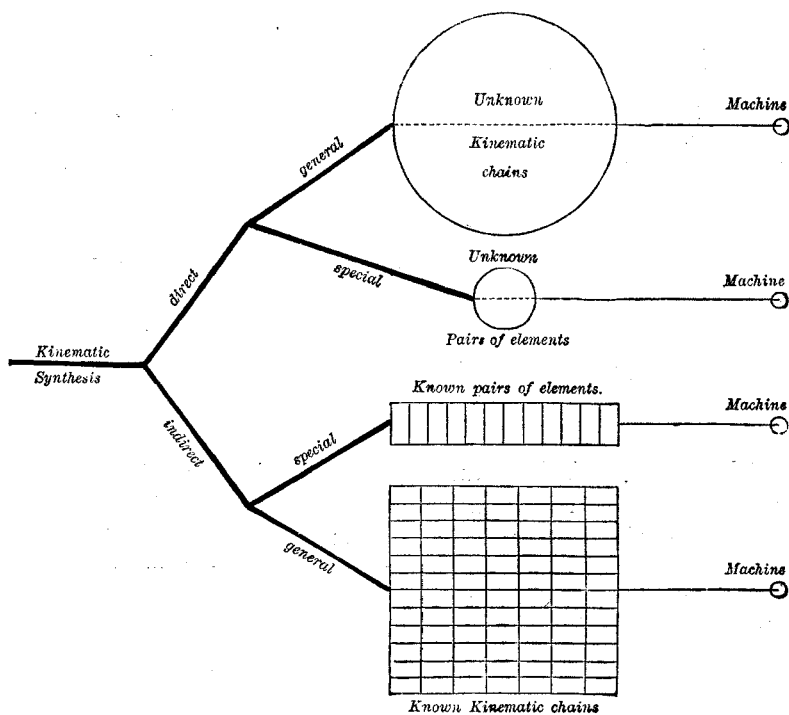 Unknown
Kinematic
chains
Machine
general
direct
special
Unknown
Pairs of elements
Machine
Kinematic
Synthesis
indirect
special
general
Known pairs of elements.
Machine
Machine
Known Kinematic chains